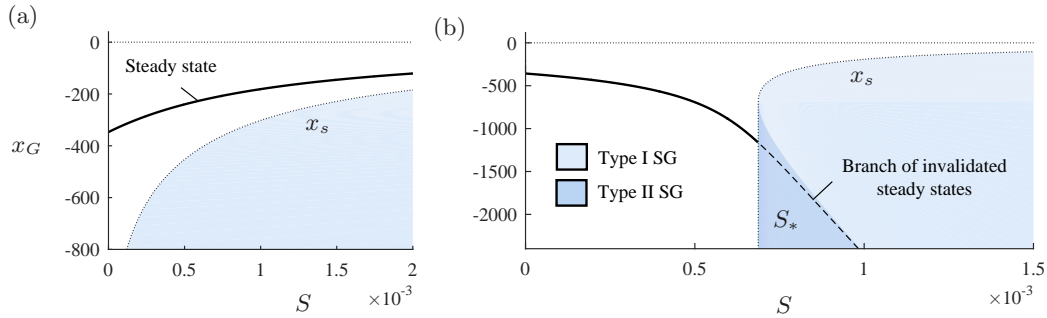 (a)
0
-200
-400
-600
-800
x_G
Steady state
x_s
0
0.5
1
1.5
2
×10^-3
S
(b)
0
-500
-1000
-1500
-2000
x_s
Type I SG
Type II SG
Branch of invalidated
steady states
S_*
0
0.5
1
1.5
×10^-3
S